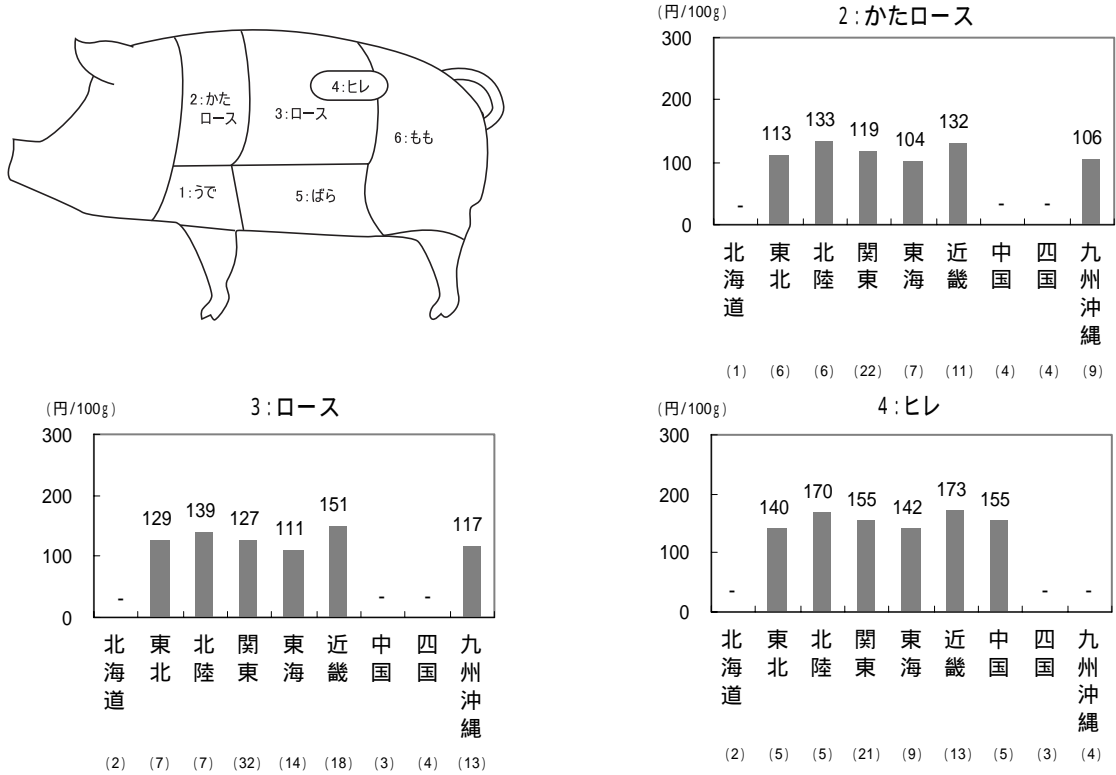 2:かた
ロース
3:ロース
4:ヒレ
6:もも
1:うで
5:ばら
(円/100g)
2:かたロース
300
200
100
0
113
133
119
104
132
106
-
-
-
北海道
東北
北陸
関東
東海
近畿
中国
四国
九州沖縄
(1) (6) (6) (22) (7) (11) (4) (4) (9)
(円/100g)
3:ロース
300
200
100
0
129
139
127
111
151
117
-
-
-
北海道
東北
北陸
関東
東海
近畿
中国
四国
九州沖縄
(2) (7) (7) (32) (14) (18) (3) (4) (13)
(円/100g)
4:ヒレ
300
200
100
0
140
170
155
142
173
155
-
-
-
北海道
東北
北陸
関東
東海
近畿
中国
四国
九州沖縄
(2) (5) (5) (21) (9) (13) (5) (3) (4)